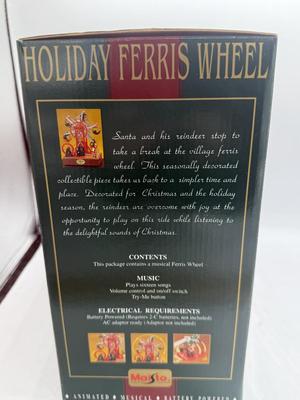 HOLIDAY FERRIS WHEEL
Santa and his reindeer stop to
take a break at the village ferris
wheel. This seasonally decorated
collectible piece takes us back to a simpler time and
place. Decorated for Christmas and the holiday
season, the reindeer are overcome with joy at the
opportunity to play on this ride while listening to
the delightful sounds of Christmas.
CONTENTS
This package contains a musical Ferris Wheel
MUSIC
Plays sixteen songs
Volume control and on/off switch
Try-Me button
ELECTRICAL REQUIREMENTS
Battery Powered (Requires 2 C batteries, not included)
AC adaptor ready (Adaptor not included)
Maisto
ANIMATED • MUSICAL • BATTERY POWERED